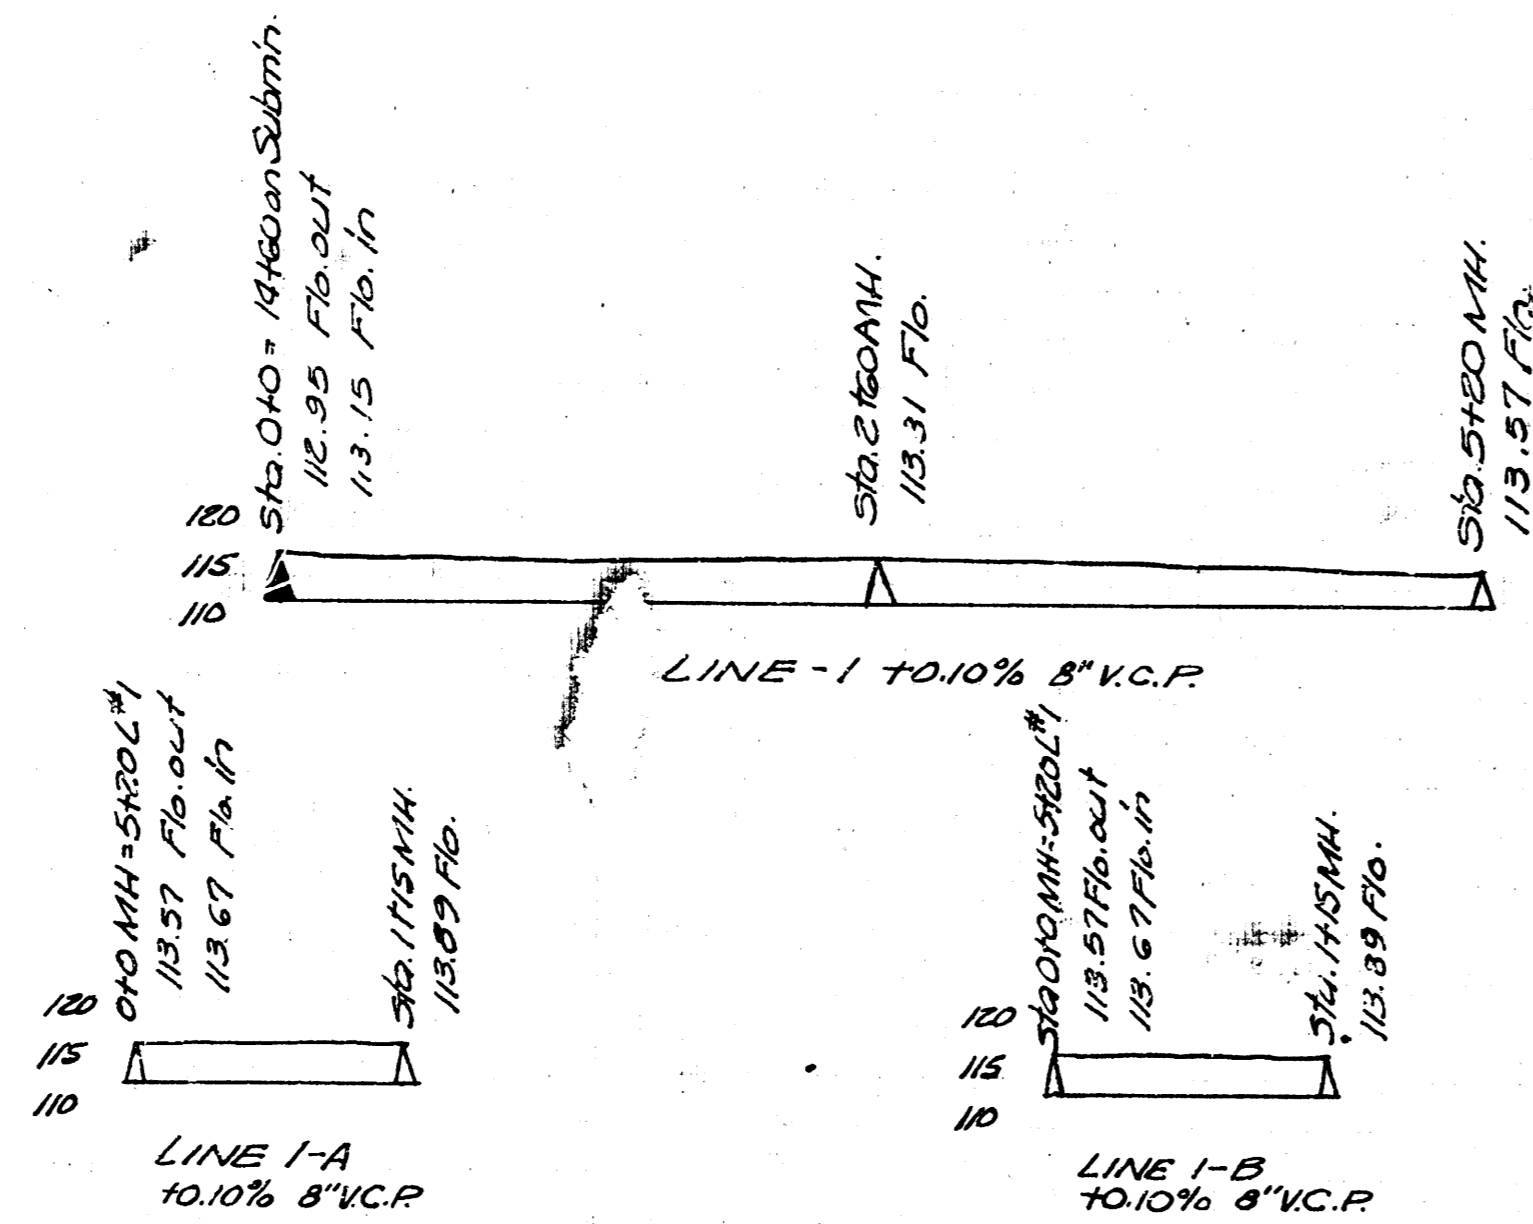 Sta. 0+0 = 14+60 on Submn.
112.95 Flo. out
113.15 Flo. in
Sta. 2+60 MH.
113.31 Flo.
Sta. 5+20 MH.
113.57 Flo.
120
115
110
LINE - 1 +0.10% 8" V.C.P.
0+0 MH = 5+20 L#1
113.57 Flo. out
113.67 Flo. in
Sta. 1+15 MH.
113.89 Flo.
120
115
110
LINE 1-A
+0.10% 8" V.C.P.
Sta 0+0 MH = 5+20 L#1
113.57 Flo. out
113.67 Flo. in
Sta. 1+15 MH.
113.89 Flo.
120
115
110
LINE 1-B
+0.10% 8" V.C.P.